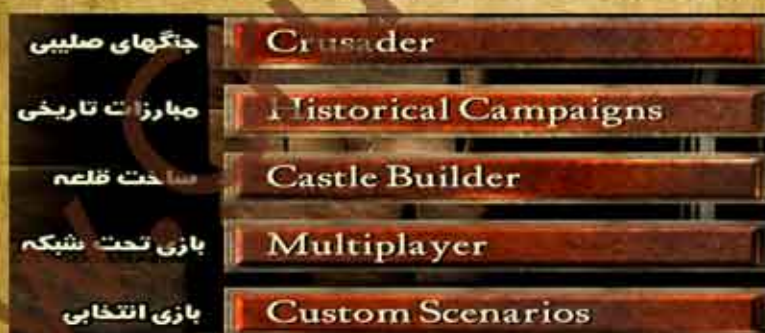 جنگهای صلیبی Crusader
مبارزات تاریخی Historical Campaigns
ساخت قلعه Castle Builder
بازی تحت شبکه Multiplayer
بازی انتخابی Custom Scenarios